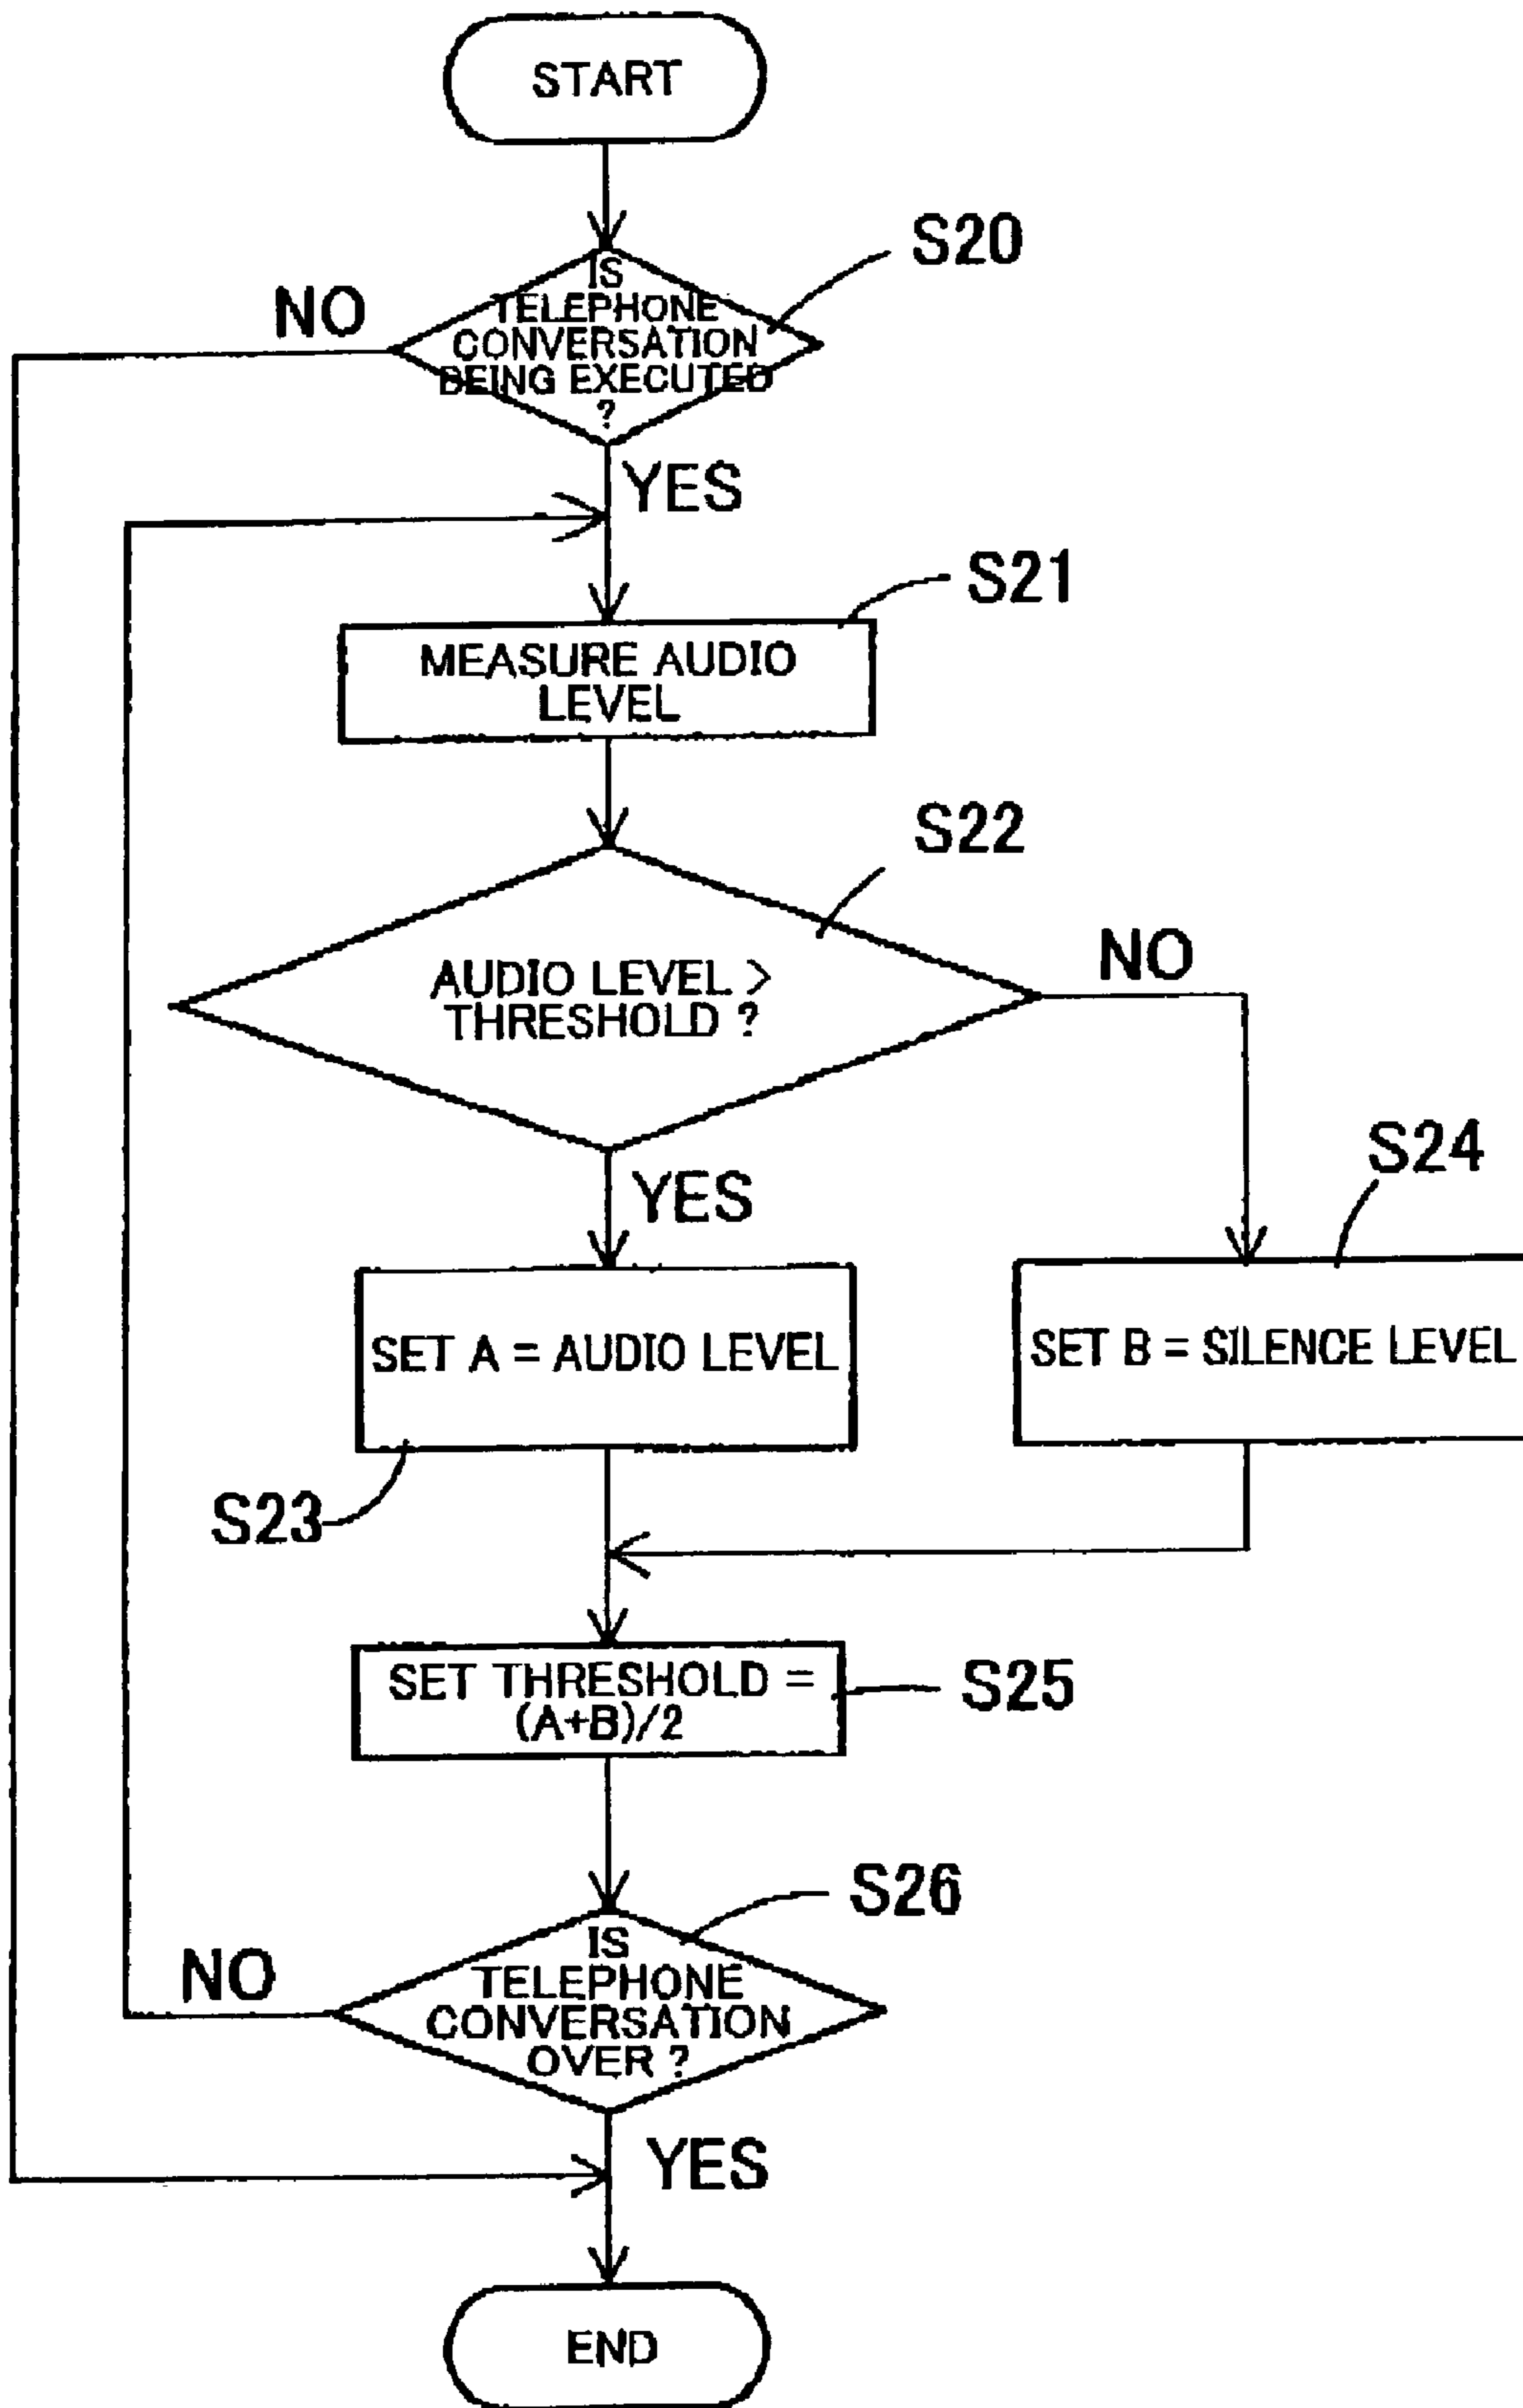 START
S20
NO
IS
TELEPHONE
CONVERSATION
BEING EXECUTED
?
YES
S21
MEASURE AUDIO
LEVEL
S22
NO
AUDIO LEVEL >
THRESHOLD ?
YES
S24
SET A = AUDIO LEVEL
SET B = SILENCE LEVEL
S23
SET THRESHOLD =
(A+B)/2
S25
S26
NO
IS
TELEPHONE
CONVERSATION
OVER ?
YES
END